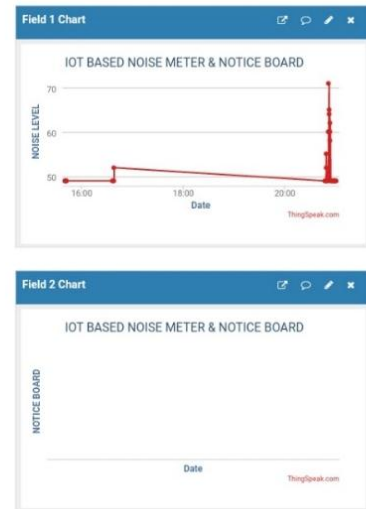 Field 1 Chart
IOT BASED NOISE METER & NOTICE BOARD
NOISE LEVEL
70
60
50
16:00 18:00 20:00
Date
ThingSpeak.com
Field 2 Chart
IOT BASED NOISE METER & NOTICE BOARD
NOTICE BOARD
Date
ThingSpeak.com